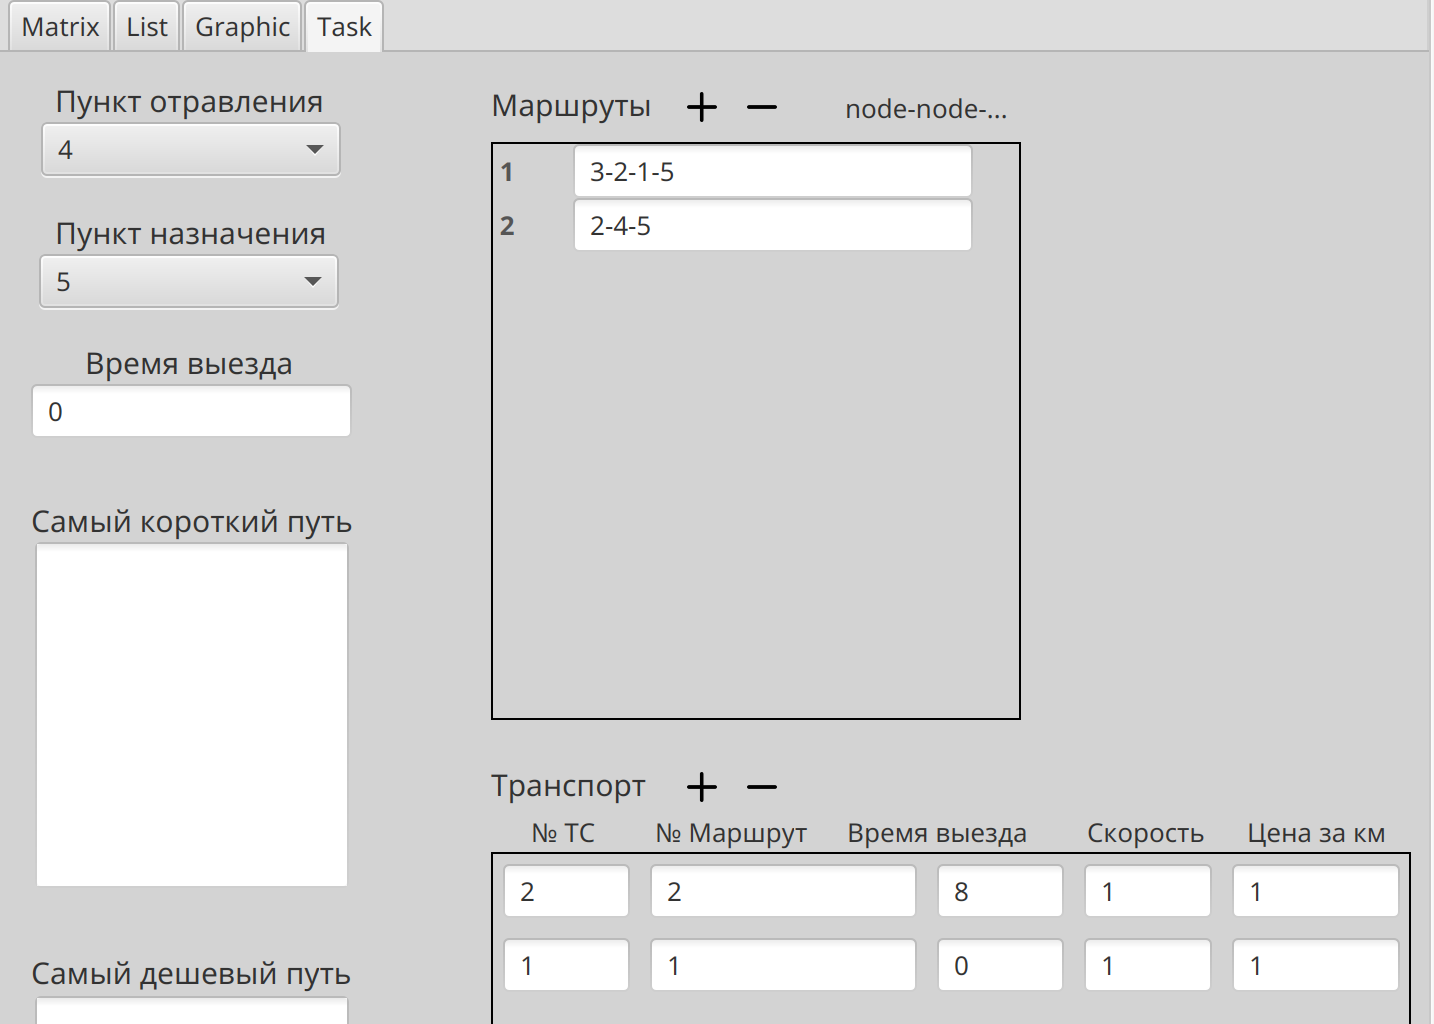 Matrix List Graphic Task
Пункт отравления
4
Пункт назначения
5
Время выезда
0
Самый короткий путь
Самый дешевый путь
Маршруты + − node-node-...
1 3-2-1-5
2 2-4-5
Транспорт + −
№ ТС № Маршрут Время выезда Скорость Цена за км
2 2 8 1 1
1 1 0 1 1